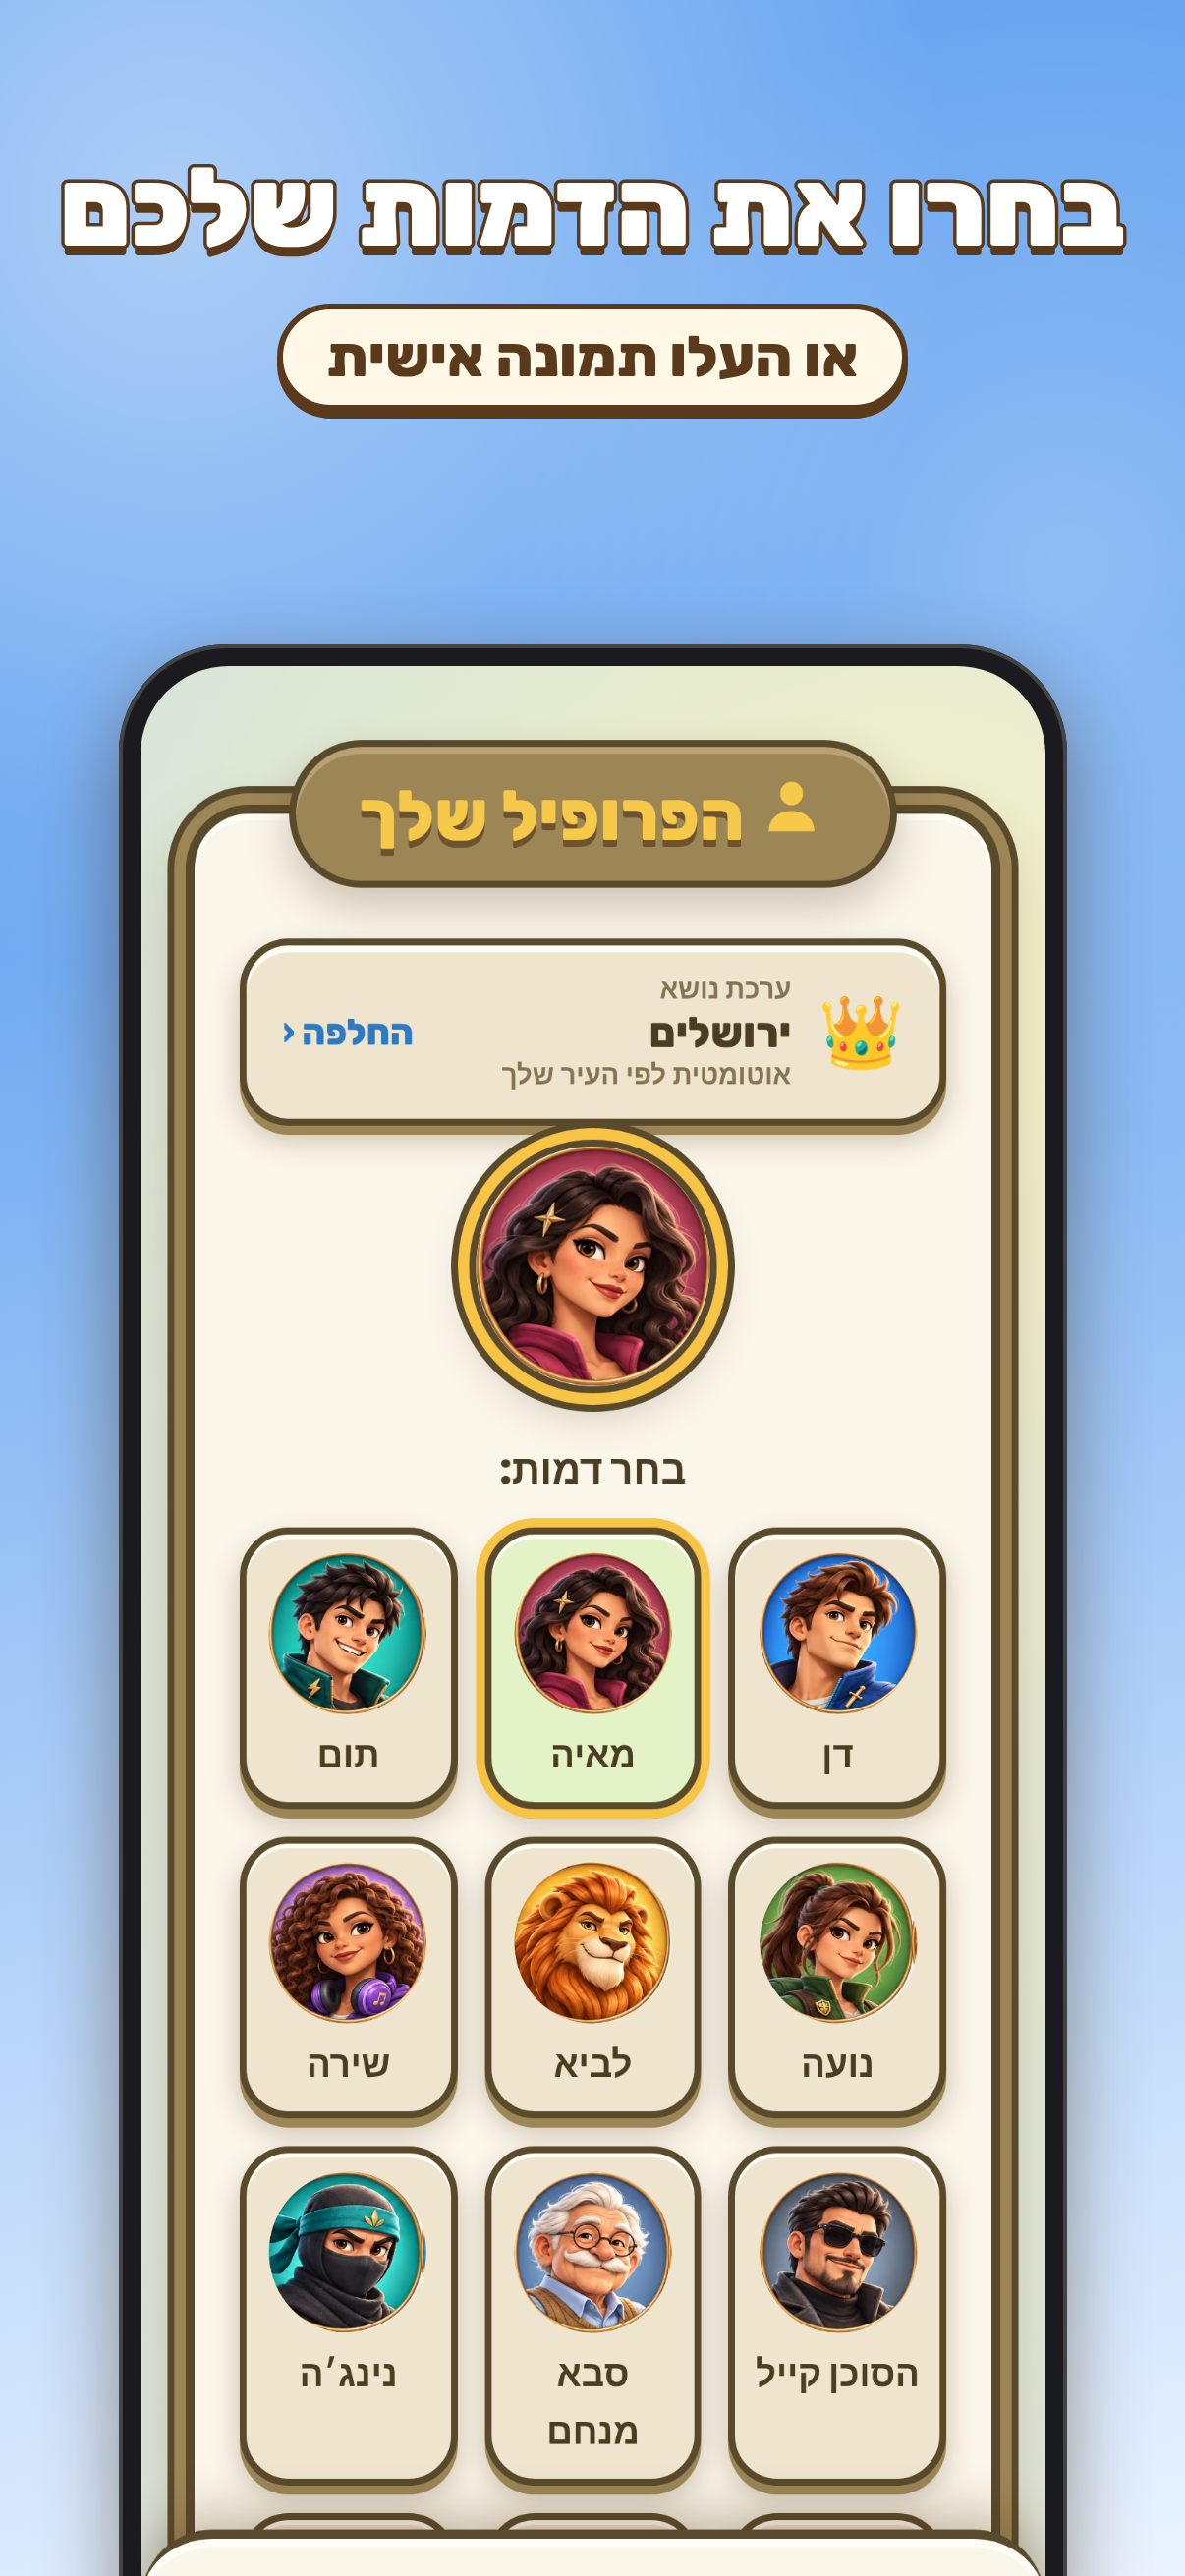 בחרו את הדמות שלכם
או העלו תמונה אישית
הפרופיל שלך
ערכת נושא
ירושלים
אוטומטית לפי העיר שלך
החלפה ›
בחר דמות:
דן
מאיה
תום
נועה
לביא
שירה
הסוכן קייל
סבא
מנחם
נינג׳ה